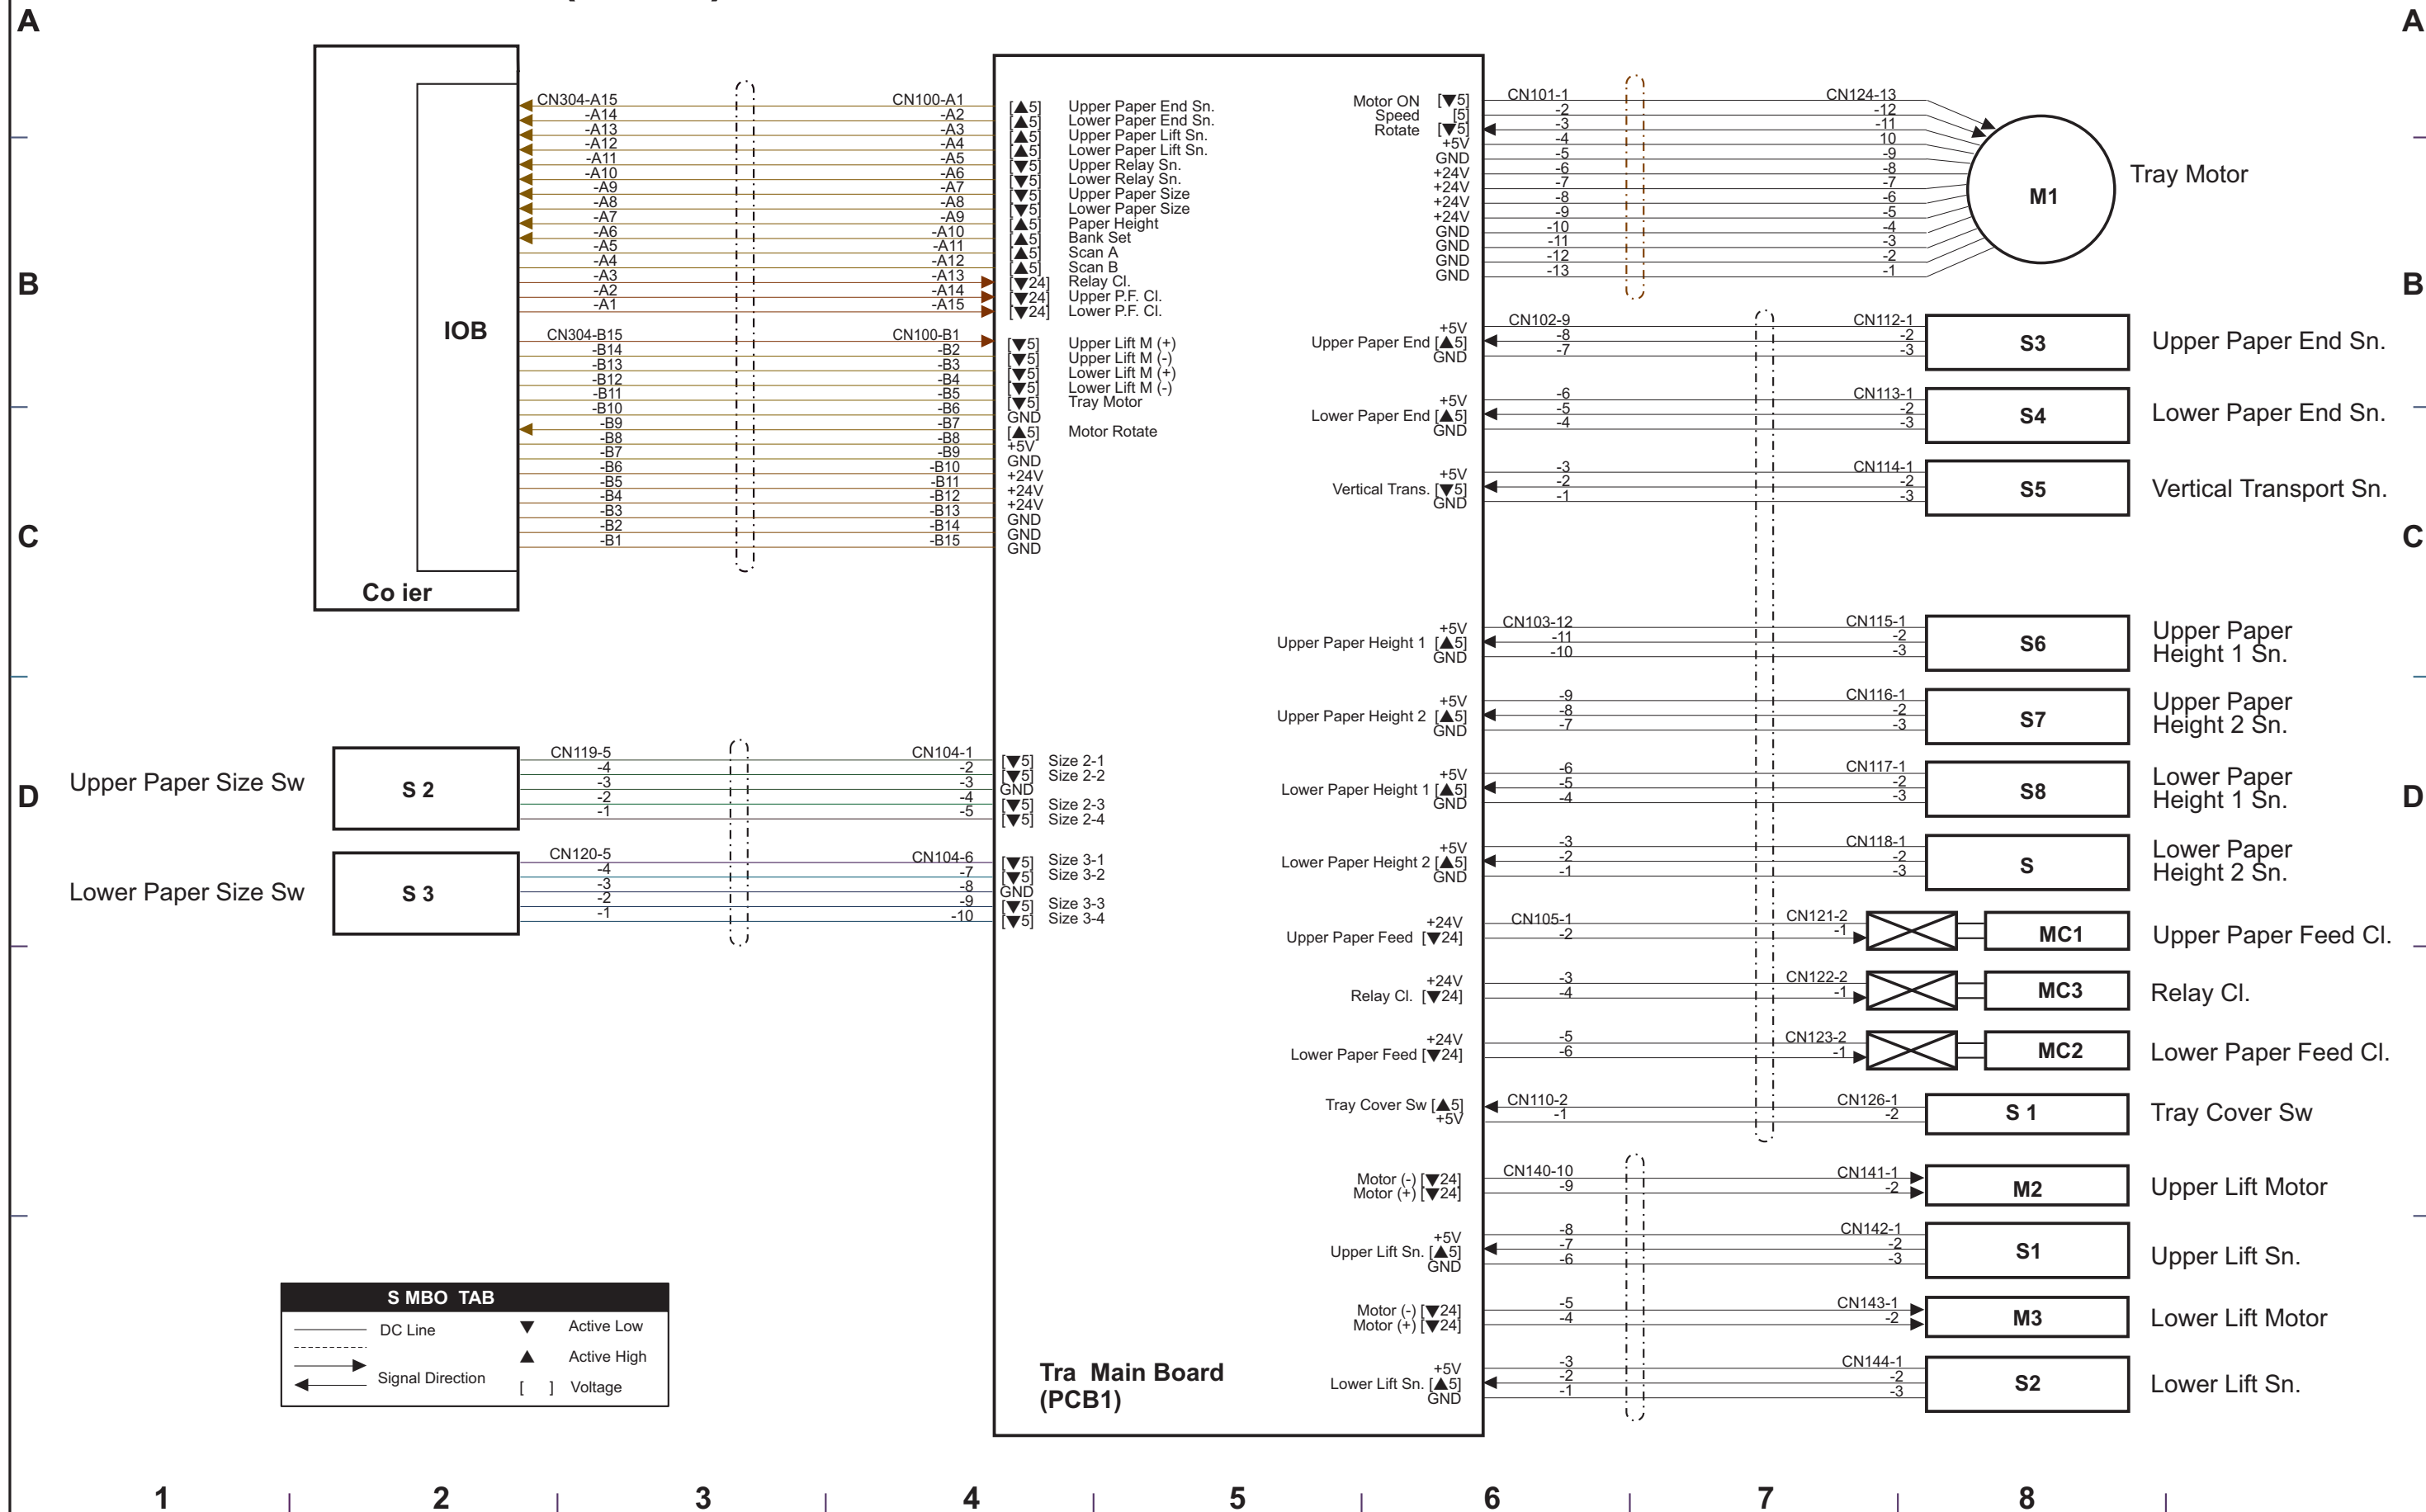 A A
CN304-A15 CN100-A1 [▲5] Upper Paper End Sn.
-A14 -A2 [▲5] Lower Paper End Sn.
-A13 -A3 [▲5] Upper Paper Lift Sn.
-A12 -A4 [▲5] Lower Paper Lift Sn.
-A11 -A5 [▼5] Upper Relay Sn.
-A10 -A6 [▼5] Lower Relay Sn.
-A9 -A7 [▼5] Upper Paper Size
-A8 -A8 [▼5] Lower Paper Size
-A7 -A9 [▲5] Paper Height
-A6 -A10 [▲5] Bank Set
-A5 -A11 [▲5] Scan A
-A4 -A12 [▲5] Scan B
-A3 -A13 [▼24] Relay Cl.
-A2 -A14 [▼24] Upper P.F. Cl.
-A1 -A15 [▼24] Lower P.F. Cl.
CN304-B15 CN100-B1 [▼5] Upper Lift M (+)
-B14 -B2 [▼5] Upper Lift M (-)
-B13 -B3 [▼5] Lower Lift M (+)
-B12 -B4 [▼5] Lower Lift M (-)
-B11 -B5 [▼5] Tray Motor
-B10 -B6 GND
-B9 -B7 [▲5] Motor Rotate
-B8 -B8 +5V
-B7 -B9 GND
-B6 -B10 +24V
-B5 -B11 +24V
-B4 -B12 +24V
-B3 -B13 GND
-B2 -B14 GND
-B1 -B15 GND
IOB
Co ier
Motor ON [▼5] CN101-1 CN124-13
Speed [5] -2 -12
Rotate [▼5] -3 -11
+5V -4 10
GND -5 -9
+24V -6 -8
+24V -7 -7
+24V -8 -6
+24V -9 -5
GND -10 -4
GND -11 -3
GND -12 -2
GND -13 -1
M1 Tray Motor
B B
+5V CN102-9 CN112-1
Upper Paper End [▲5] -8 -2 S3 Upper Paper End Sn.
GND -7 -3
+5V -6 CN113-1
Lower Paper End [▲5] -5 -2 S4 Lower Paper End Sn.
GND -4 -3
+5V -3 CN114-1
Vertical Trans. [▼5] -2 -2 S5 Vertical Transport Sn.
GND -1 -3
C C
+5V CN103-12 CN115-1
Upper Paper Height 1 [▲5] -11 -2 S6 Upper Paper
GND -10 -3 Height 1 Sn.
+5V -9 CN116-1
Upper Paper Height 2 [▲5] -8 -2 S7 Upper Paper
GND -7 -3 Height 2 Sn.
Upper Paper Size Sw S 2
CN119-5 CN104-1 [▼5] Size 2-1
-4 -2 [▼5] Size 2-2
-3 -3 GND
-2 -4 [▼5] Size 2-3
-1 -5 [▼5] Size 2-4
D D
+5V -6 CN117-1
Lower Paper Height 1 [▲5] -5 -2 S8 Lower Paper
GND -4 -3 Height 1 Sn.
Lower Paper Size Sw S 3
CN120-5 CN104-6 [▼5] Size 3-1
-4 -7 [▼5] Size 3-2
-3 -8 GND
-2 -9 [▼5] Size 3-3
-1 -10 [▼5] Size 3-4
+5V -3 CN118-1
Lower Paper Height 2 [▲5] -2 -2 S Lower Paper
GND -1 -3 Height 2 Sn.
+24V CN105-1 CN121-2
Upper Paper Feed [▼24] -2 -1 MC1 Upper Paper Feed Cl.
+24V -3 CN122-2
Relay Cl. [▼24] -4 -1 MC3 Relay Cl.
+24V -5 CN123-2
Lower Paper Feed [▼24] -6 -1 MC2 Lower Paper Feed Cl.
Tray Cover Sw [▲5] CN110-2 CN126-1 S 1 Tray Cover Sw
+5V -1 -2
Motor (-) [▼24] CN140-10 CN141-1 M2 Upper Lift Motor
Motor (+) [▼24] -9 -2
+5V -8 CN142-1
Upper Lift Sn. [▲5] -7 -2 S1 Upper Lift Sn.
GND -6 -3
Motor (-) [▼24] -5 CN143-1 M3 Lower Lift Motor
Motor (+) [▼24] -4 -2
+5V -3 CN144-1
Lower Lift Sn. [▲5] -2 -2 S2 Lower Lift Sn.
GND -1 -3
S MBO TAB
DC Line ▼ Active Low
▲ Active High
Signal Direction [ ] Voltage
Tra Main Board
(PCB1)
1 2 3 4 5 6 7 8